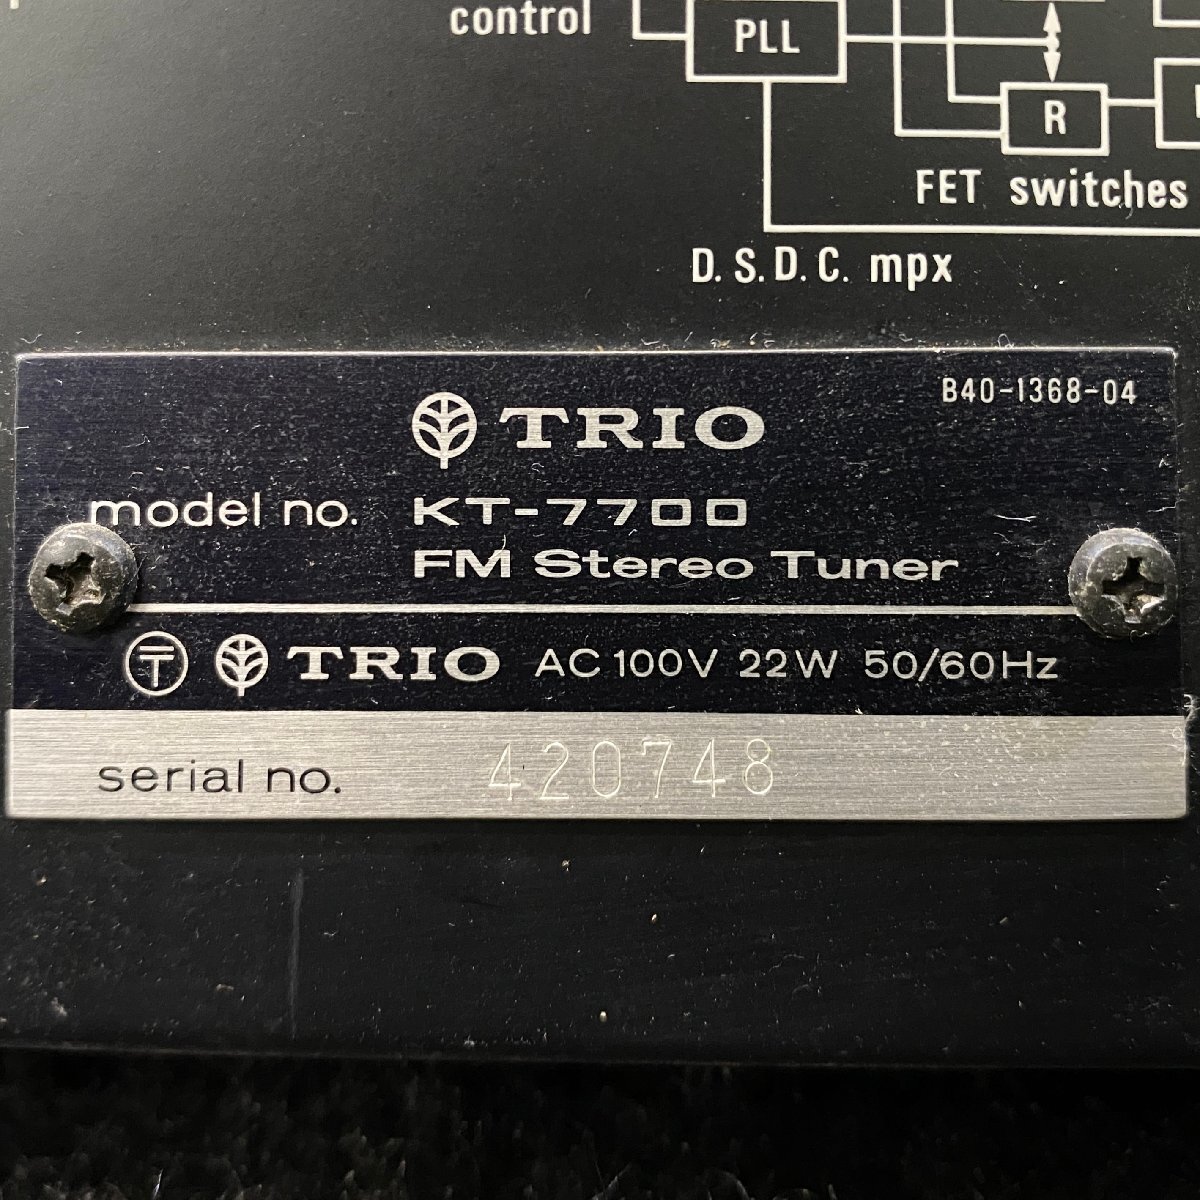 control
PLL
R
FET switches
D.S.D.C. mpx
B40-1368-04
TRIO
model no. KT-7700
FM Stereo Tuner
TRIO AC 100V 22W 50/60Hz
serial no. 420748